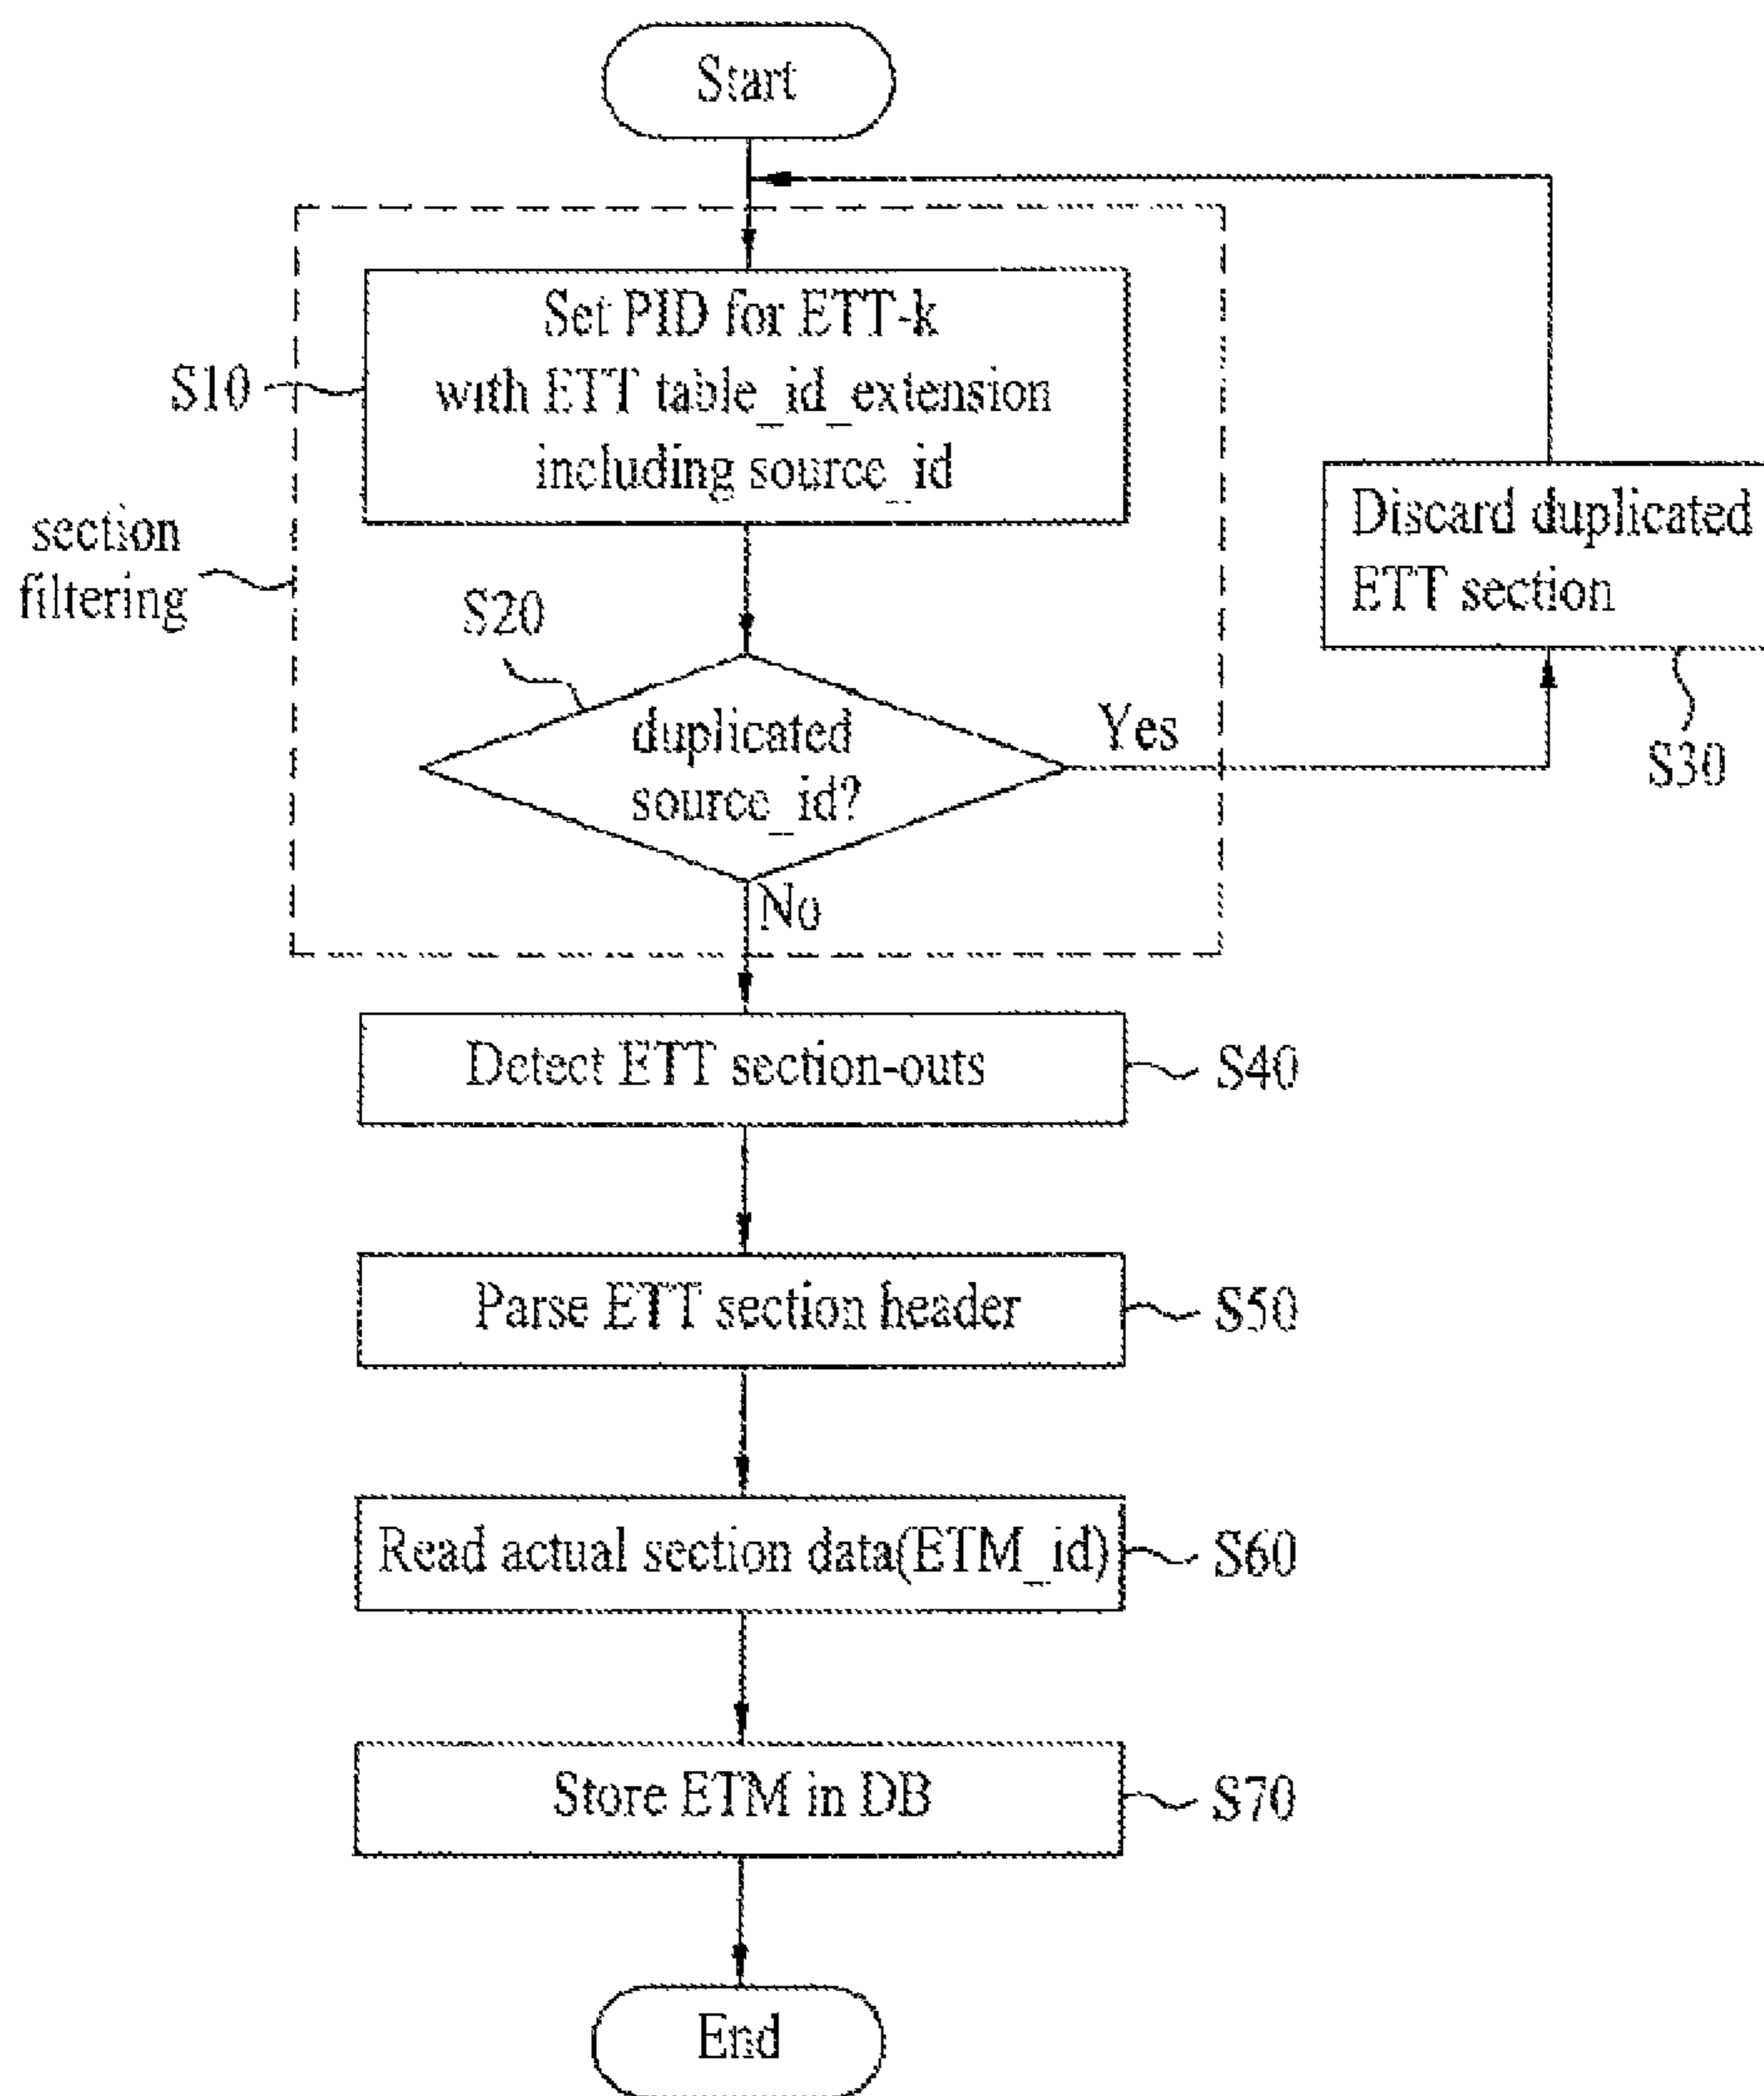 Start
Set PID for ETT-k
with ETT table_id_extension
including source_id
S10
section
filtering
Discard duplicated
ETT section
S30
S20
duplicated
source_id?
Yes
No
Detect ETT section-outs
S40
Parse ETT section header
S50
Read actual section data(ETM_id)
S60
Store ETM in DB
S70
End